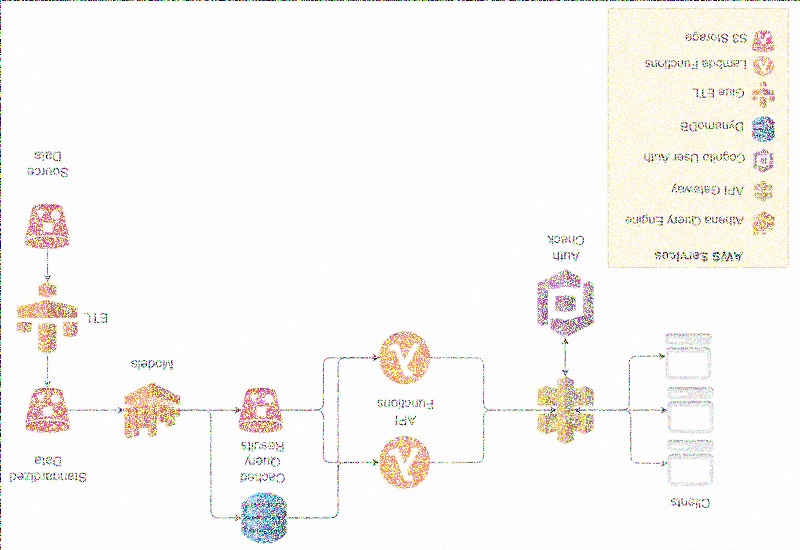 Clients
Cached
Query
Results
Standardized
Data
API
Functions
Models
ETL
Auth
Check
AWS Services
Athena Query Engine
API Gateway
Cognito User Auth
DynamoDB
Glue ETL
Lambda Functions
S3 Storage
Source
Data